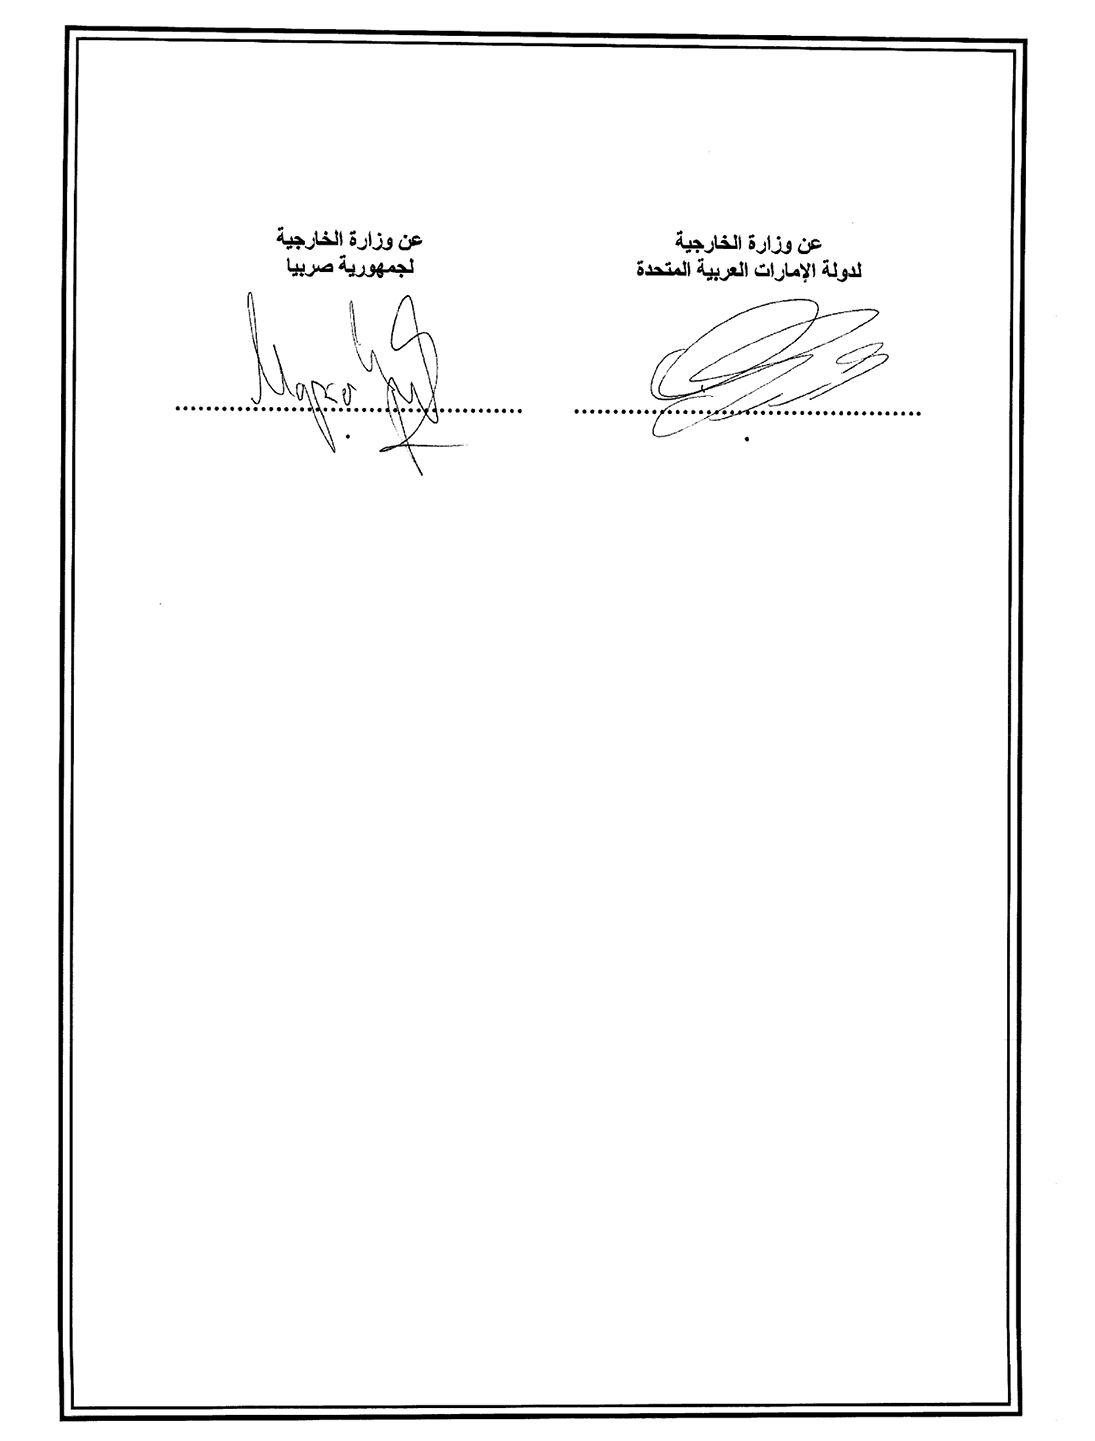 عن وزارة الخارجية
لدولة الإمارات العربية المتحدة
عن وزارة الخارجية
لجمهورية صربيا